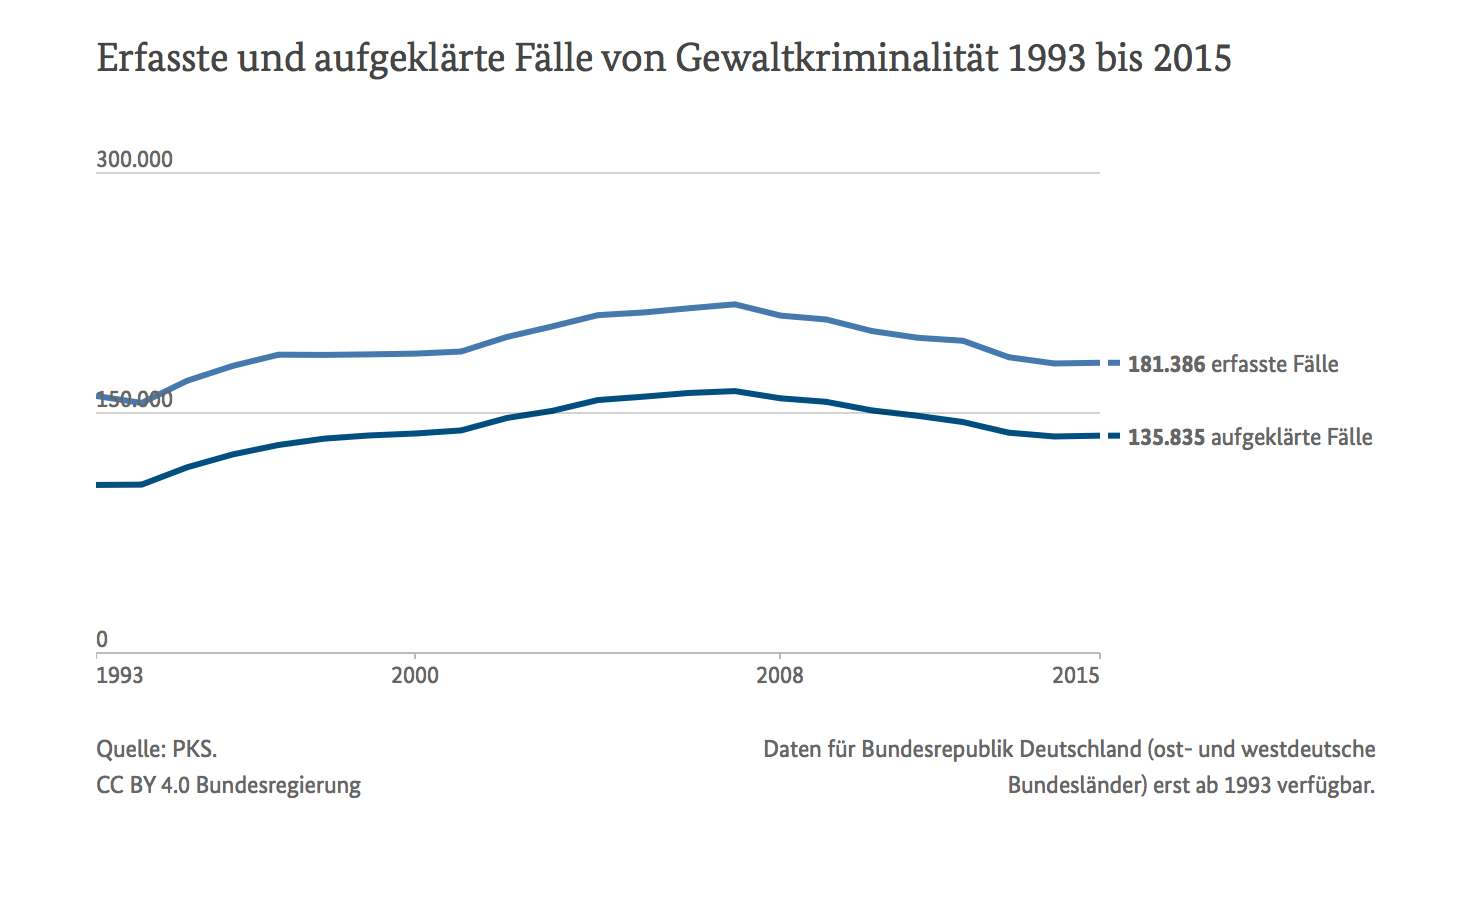 Erfasste und aufgeklärte Fälle von Gewaltkriminalität 1993 bis 2015
300.000
181.386 erfasste Fälle
150.000
135.835 aufgeklärte Fälle
0
1993 2000 2008 2015
Quelle: PKS.
CC BY 4.0 Bundesregierung
Daten für Bundesrepublik Deutschland (ost- und westdeutsche
Bundesländer) erst ab 1993 verfügbar.